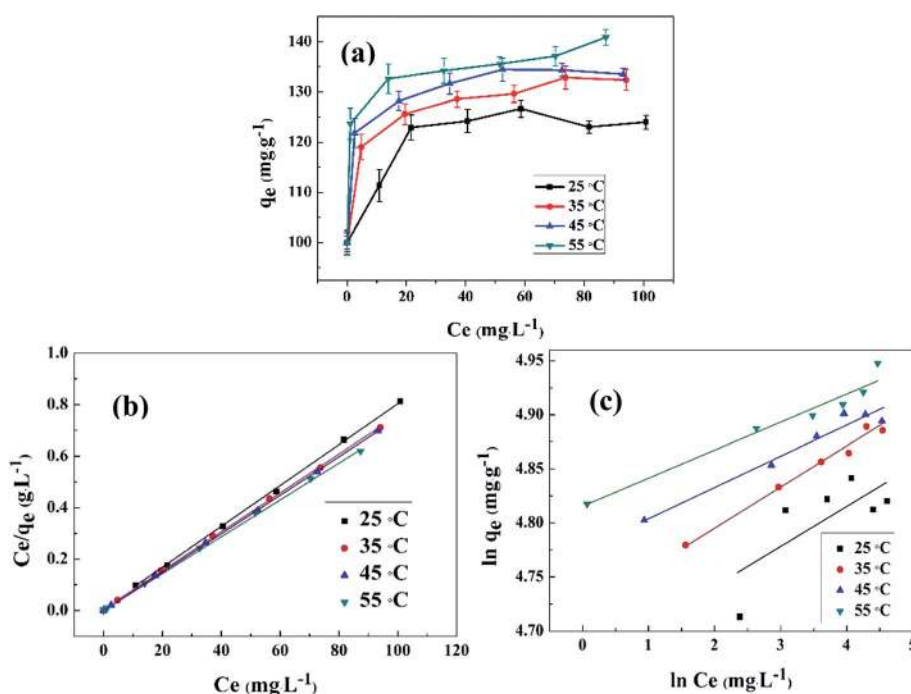 (a)
140
130
120
110
100
qe (mg·g-1)
0 20 40 60 80 100
Ce (mg·L-1)
25 °C
35 °C
45 °C
55 °C
(b)
1.0
0.8
0.6
0.4
0.2
0.0
Ce/qe (g·L-1)
0 20 40 60 80 100 120
Ce (mg·L-1)
25 °C
35 °C
45 °C
55 °C
(c)
4.95
4.90
4.85
4.80
4.75
4.70
ln qe (mg g-1)
0 1 2 3 4 5
ln Ce (mg·L-1)
25 °C
35 °C
45 °C
55 °C